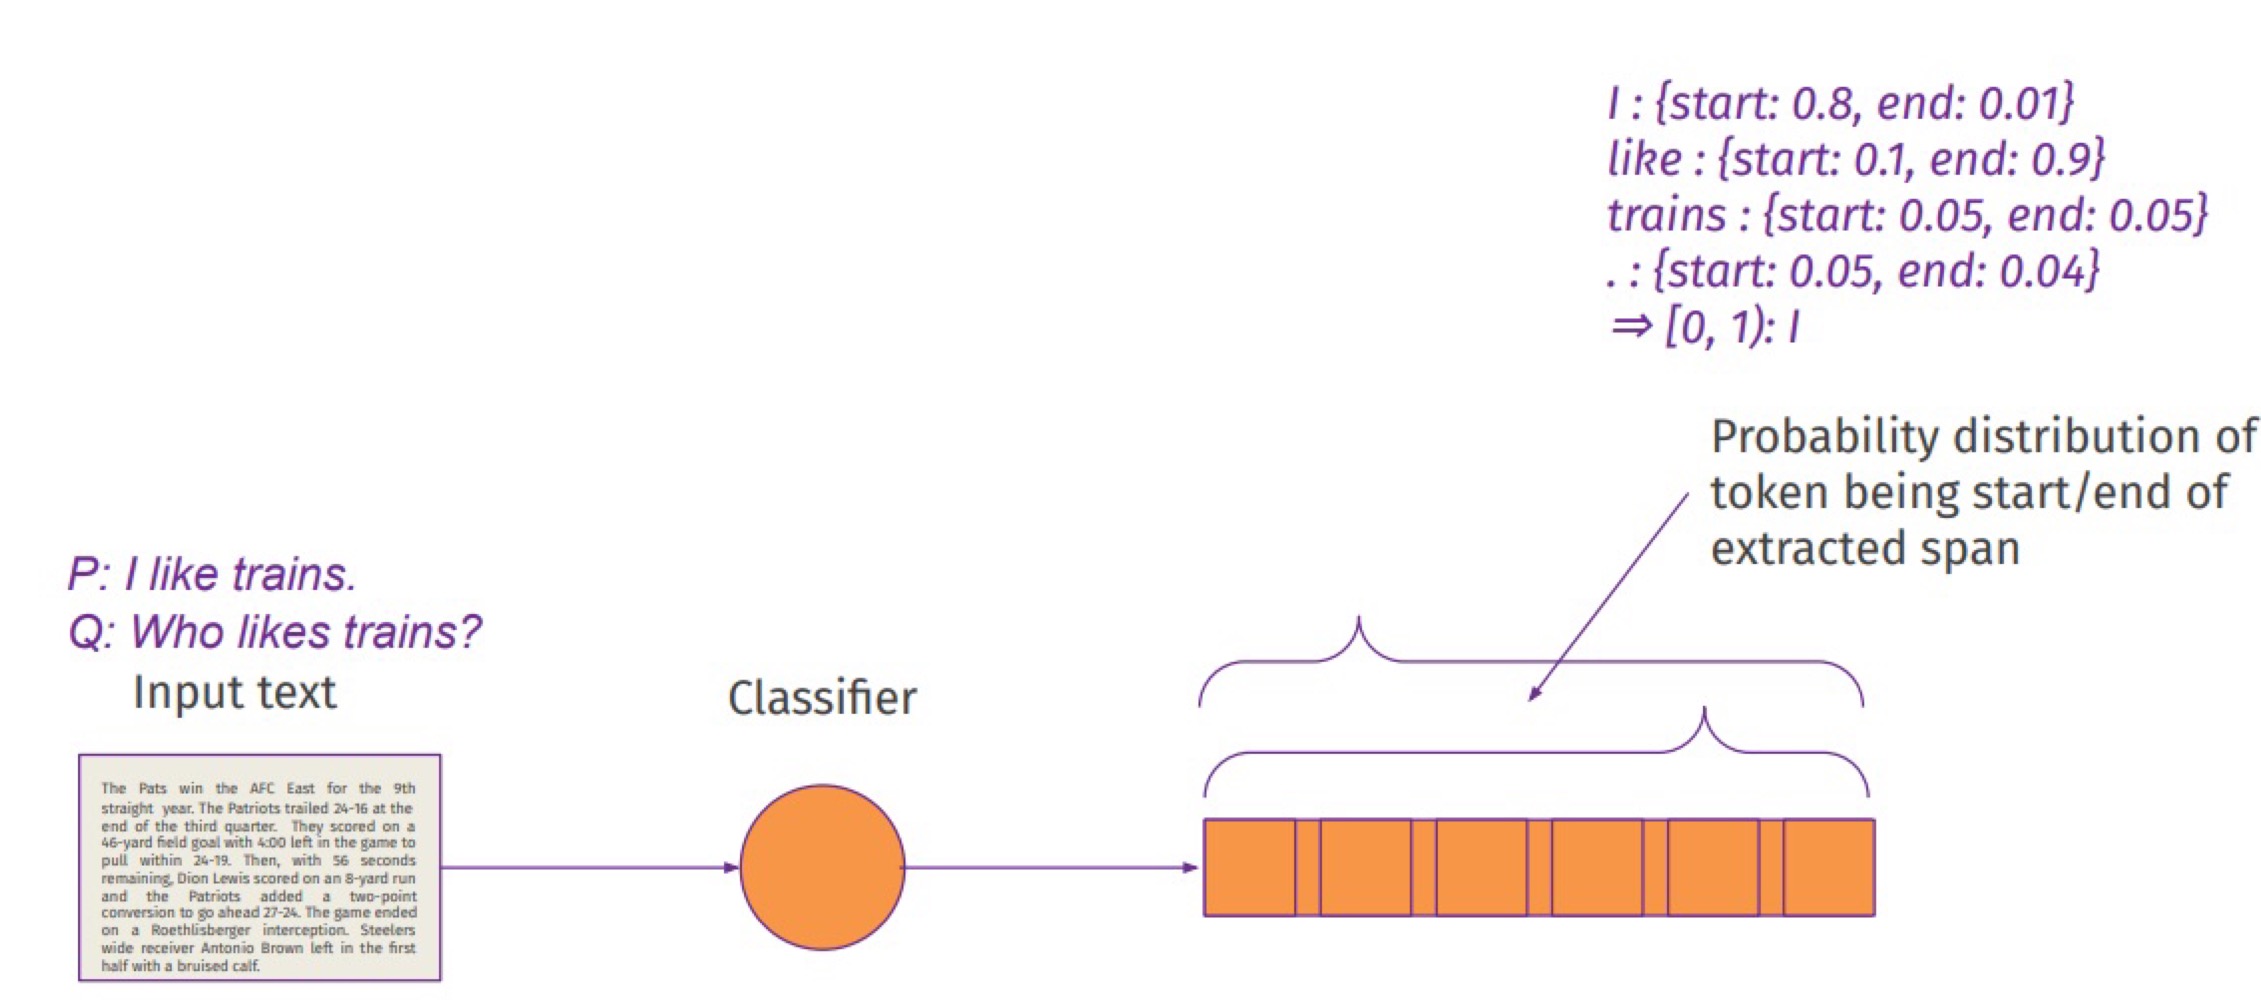 I : {start: 0.8, end: 0.01}
like : {start: 0.1, end: 0.9}
trains : {start: 0.05, end: 0.05}
. : {start: 0.05, end: 0.04}
⇒ [0, 1): I
Probability distribution of
token being start/end of
extracted span
P: I like trains.
Q: Who likes trains?
Input text
Classifier
The Pats win the AFC East for the 9th
straight year. The Patriots trailed 24-16 at the
end of the third quarter. They scored on a
46-yard field goal with 4:00 left in the game to
pull within 24-19. Then, with 56 seconds
remaining, Dion Lewis scored on an 8-yard run
and the Patriots added a two-point
conversion to go ahead 27-24. The game ended
on a Roethlisberger interception. Steelers
wide receiver Antonio Brown left in the first
half with a bruised calf.